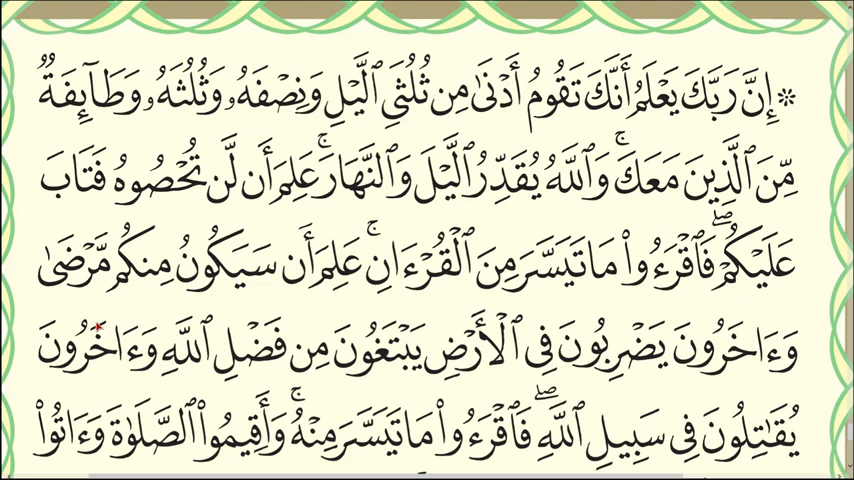 ۞ إِنَّ رَبَّكَ يَعْلَمُ أَنَّكَ تَقُومُ أَدْنَىٰ مِن ثُلُثَيِ ٱلَّيْلِ وَنِصْفَهُۥ وَثُلُثَهُۥ وَطَآئِفَةٌ
مِّنَ ٱلَّذِينَ مَعَكَ ۚ وَٱللَّهُ يُقَدِّرُ ٱلَّيْلَ وَٱلنَّهَارَ ۚ عَلِمَ أَن لَّن تُحْصُوهُ فَتَابَ
عَلَيْكُمْ ۖ فَٱقْرَءُوا۟ مَا تَيَسَّرَ مِنَ ٱلْقُرْءَانِ ۚ عَلِمَ أَن سَيَكُونُ مِنكُم مَّرْضَىٰ
وَءَاخَرُونَ يَضْرِبُونَ فِى ٱلْأَرْضِ يَبْتَغُونَ مِن فَضْلِ ٱللَّهِ وَءَاخَرُونَ
يُقَـٰتِلُونَ فِى سَبِيلِ ٱللَّهِ ۖ فَٱقْرَءُوا۟ مَا تَيَسَّرَ مِنْهُ ۚ وَأَقِيمُوا۟ ٱلصَّلَوٰةَ وَءَاتُوا۟